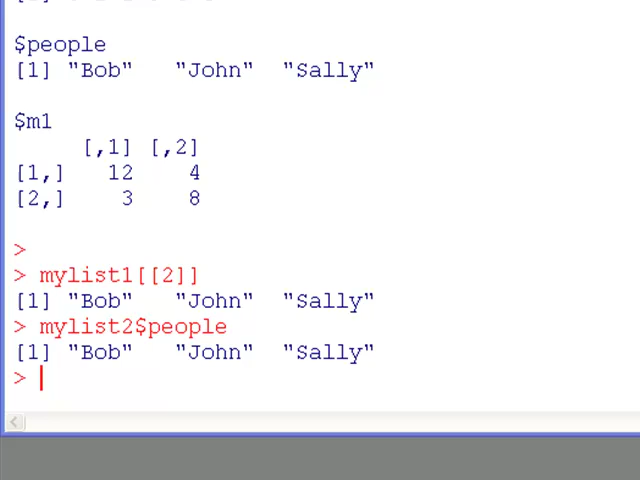 $people
[1] "Bob"   "John"  "Sally"
$m1
     [,1] [,2]
[1,]   12    4
[2,]    3    8
>
> mylist1[[2]]
[1] "Bob"   "John"  "Sally"
> mylist2$people
[1] "Bob"   "John"  "Sally"
>